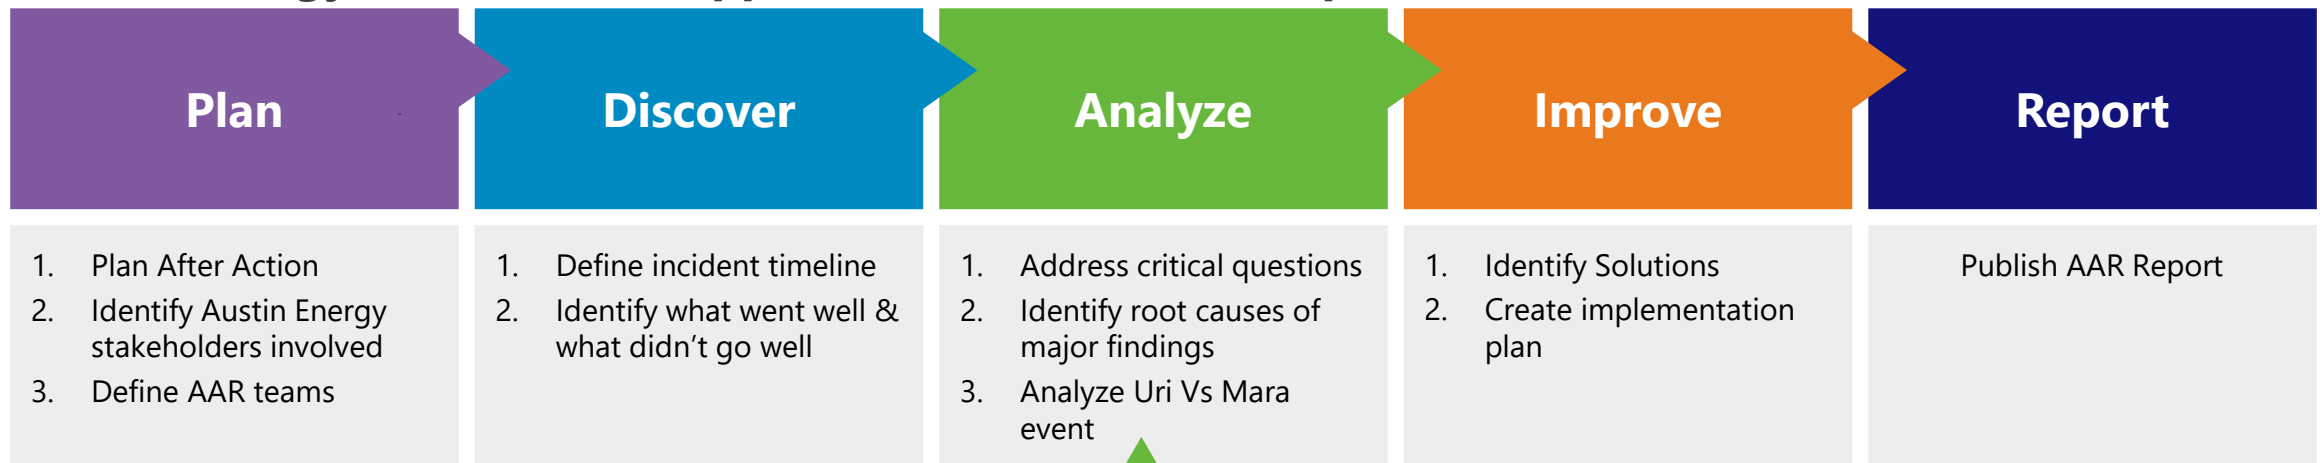 Plan
Discover
Analyze
Improve
Report
1. Plan After Action
2. Identify Austin Energy
stakeholders involved
3. Define AAR teams
1. Define incident timeline
2. Identify what went well &
what didn’t go well
1. Address critical questions
2. Identify root causes of
major findings
3. Analyze Uri Vs Mara
event
1. Identify Solutions
2. Create implementation
plan
Publish AAR Report